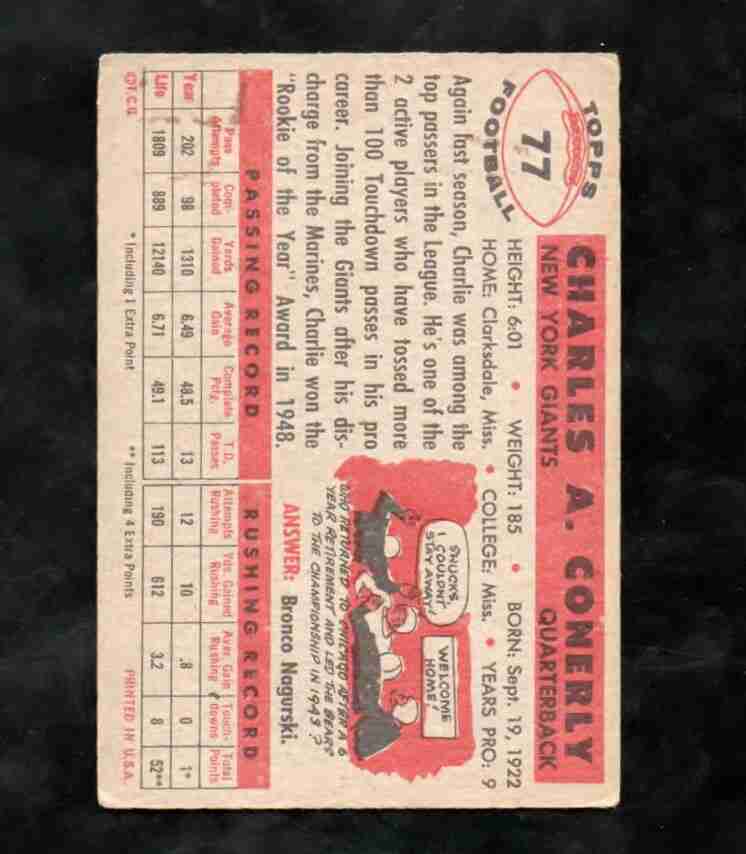 TOPPS
77
FOOTBALL
CHARLES A. CONERLY
NEW YORK GIANTS QUARTERBACK
HEIGHT: 6:01 • WEIGHT: 185 • BORN: Sept. 19, 1922
HOME: Clarksdale, Miss. • COLLEGE: Miss. • YEARS PRO: 9
Again last season, Charlie was among the
top passers in the League. He's one of the
2 active players who have tossed more
than 100 Touchdown passes in his pro
career. Joining the Giants after his dis-
charge from the Marines, Charlie won the
"Rookie of the Year" Award in 1948.
SHUCKS,
I COULDN'T
STAY AWAY!
WELCOME
HOME!
WHO RETURNED TO CHICAGO AFTER A 6
YEAR RETIREMENT AND LED THE BEARS
TO THE CHAMPIONSHIP IN 1943?
ANSWER: Bronco Nagurski.
PASSING RECORD RUSHING RECORD
Pass Attempts Com-pleted Yards Gained Average Gain Complete Pctg. T.D. Passes Attempts Rushing Yds. Gained Rushing Aver. Gain Rushing Touch-downs Total Points
Year 202 98 1310 6.49 48.5 13 12 10 .8 0 1*
Life 1809 889 12140 6.71 49.1 113 190 612 3.2 8 52**
©T.C.G. * Including 1 Extra Point ** Including 4 Extra Points PRINTED IN U.S.A.